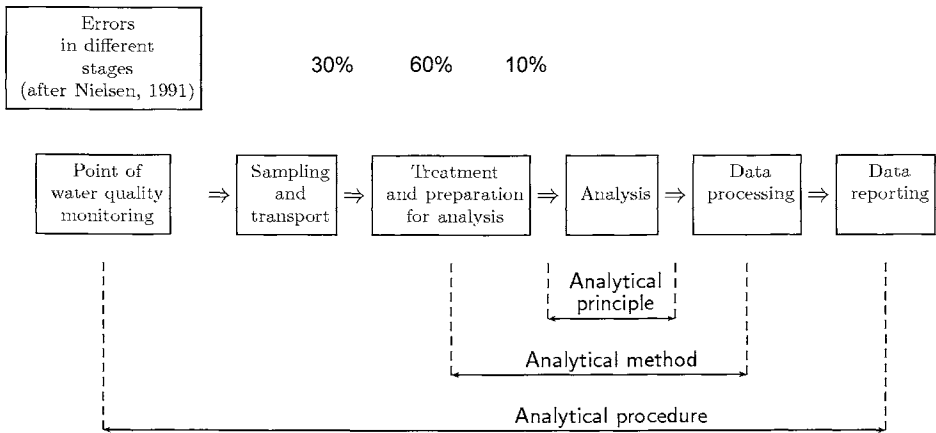 Errors
in different
stages
(after Nielsen, 1991)
30% 60% 10%
Point of
water quality
monitoring
⇒
Sampling
and
transport
⇒
Treatment
and preparation
for analysis
⇒
Analysis
⇒
Data
processing
⇒
Data
reporting
Analytical
principle
Analytical method
Analytical procedure